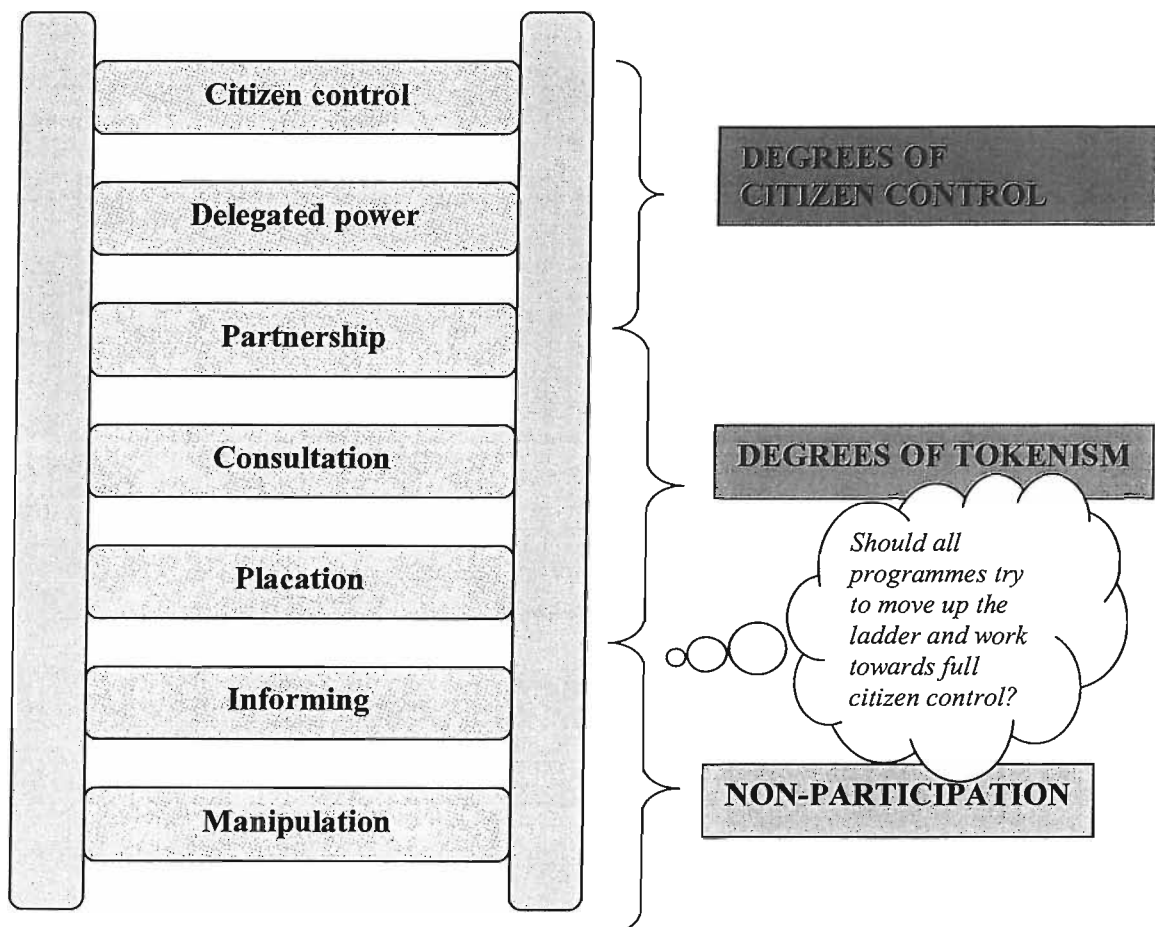 Citizen control
Delegated power
Partnership
Consultation
Placation
Informing
Manipulation
DEGREES OF
CITIZEN CONTROL
DEGREES OF TOKENISM
Should all
programmes try
to move up the
ladder and work
towards full
citizen control?
NON-PARTICIPATION